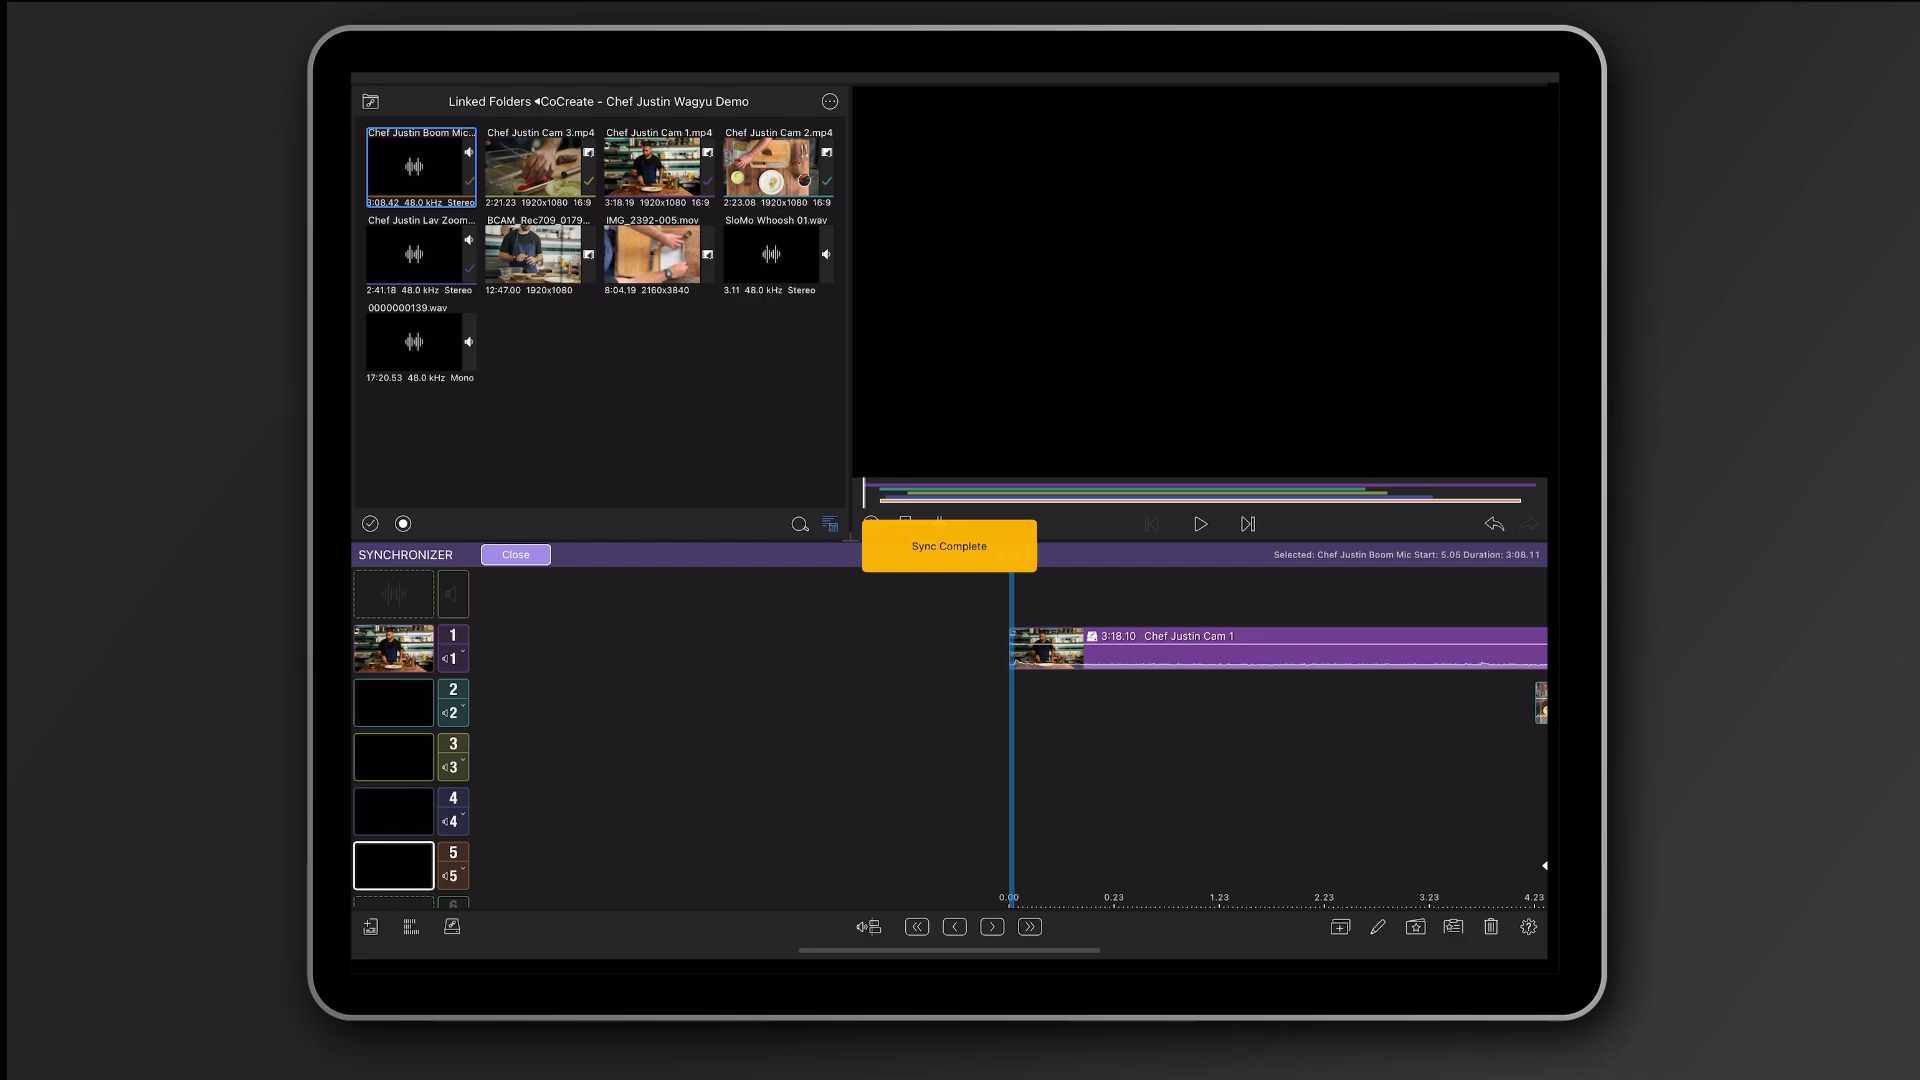 Linked Folders ◀CoCreate - Chef Justin Wagyu Demo
Chef Justin Boom Mic...
Chef Justin Cam 3.mp4
Chef Justin Cam 1.mp4
Chef Justin Cam 2.mp4
3:08.42 48.0 kHz Stereo
2:21.23 1920x1080 16:9
3:18.19 1920x1080 16:9
2:23.08 1920x1080 16:9
Chef Justin Lav Zoom...
BCAM_Rec709_0179...
IMG_2392-005.mov
SloMo Whoosh 01.wav
2:41.18 48.0 kHz Stereo
12:47.00 1920x1080
8:04.19 2160x3840
3.11 48.0 kHz Stereo
0000000139.wav
17:20.53 48.0 kHz Mono
Sync Complete
SYNCHRONIZER
Close
Selected: Chef Justin Boom Mic Start: 5.05 Duration: 3:08.11
1
1
3:18.10 Chef Justin Cam 1
2
2
3
3
4
4
5
5
6
0.00 0.23 1.23 2.23 3.23 4.23